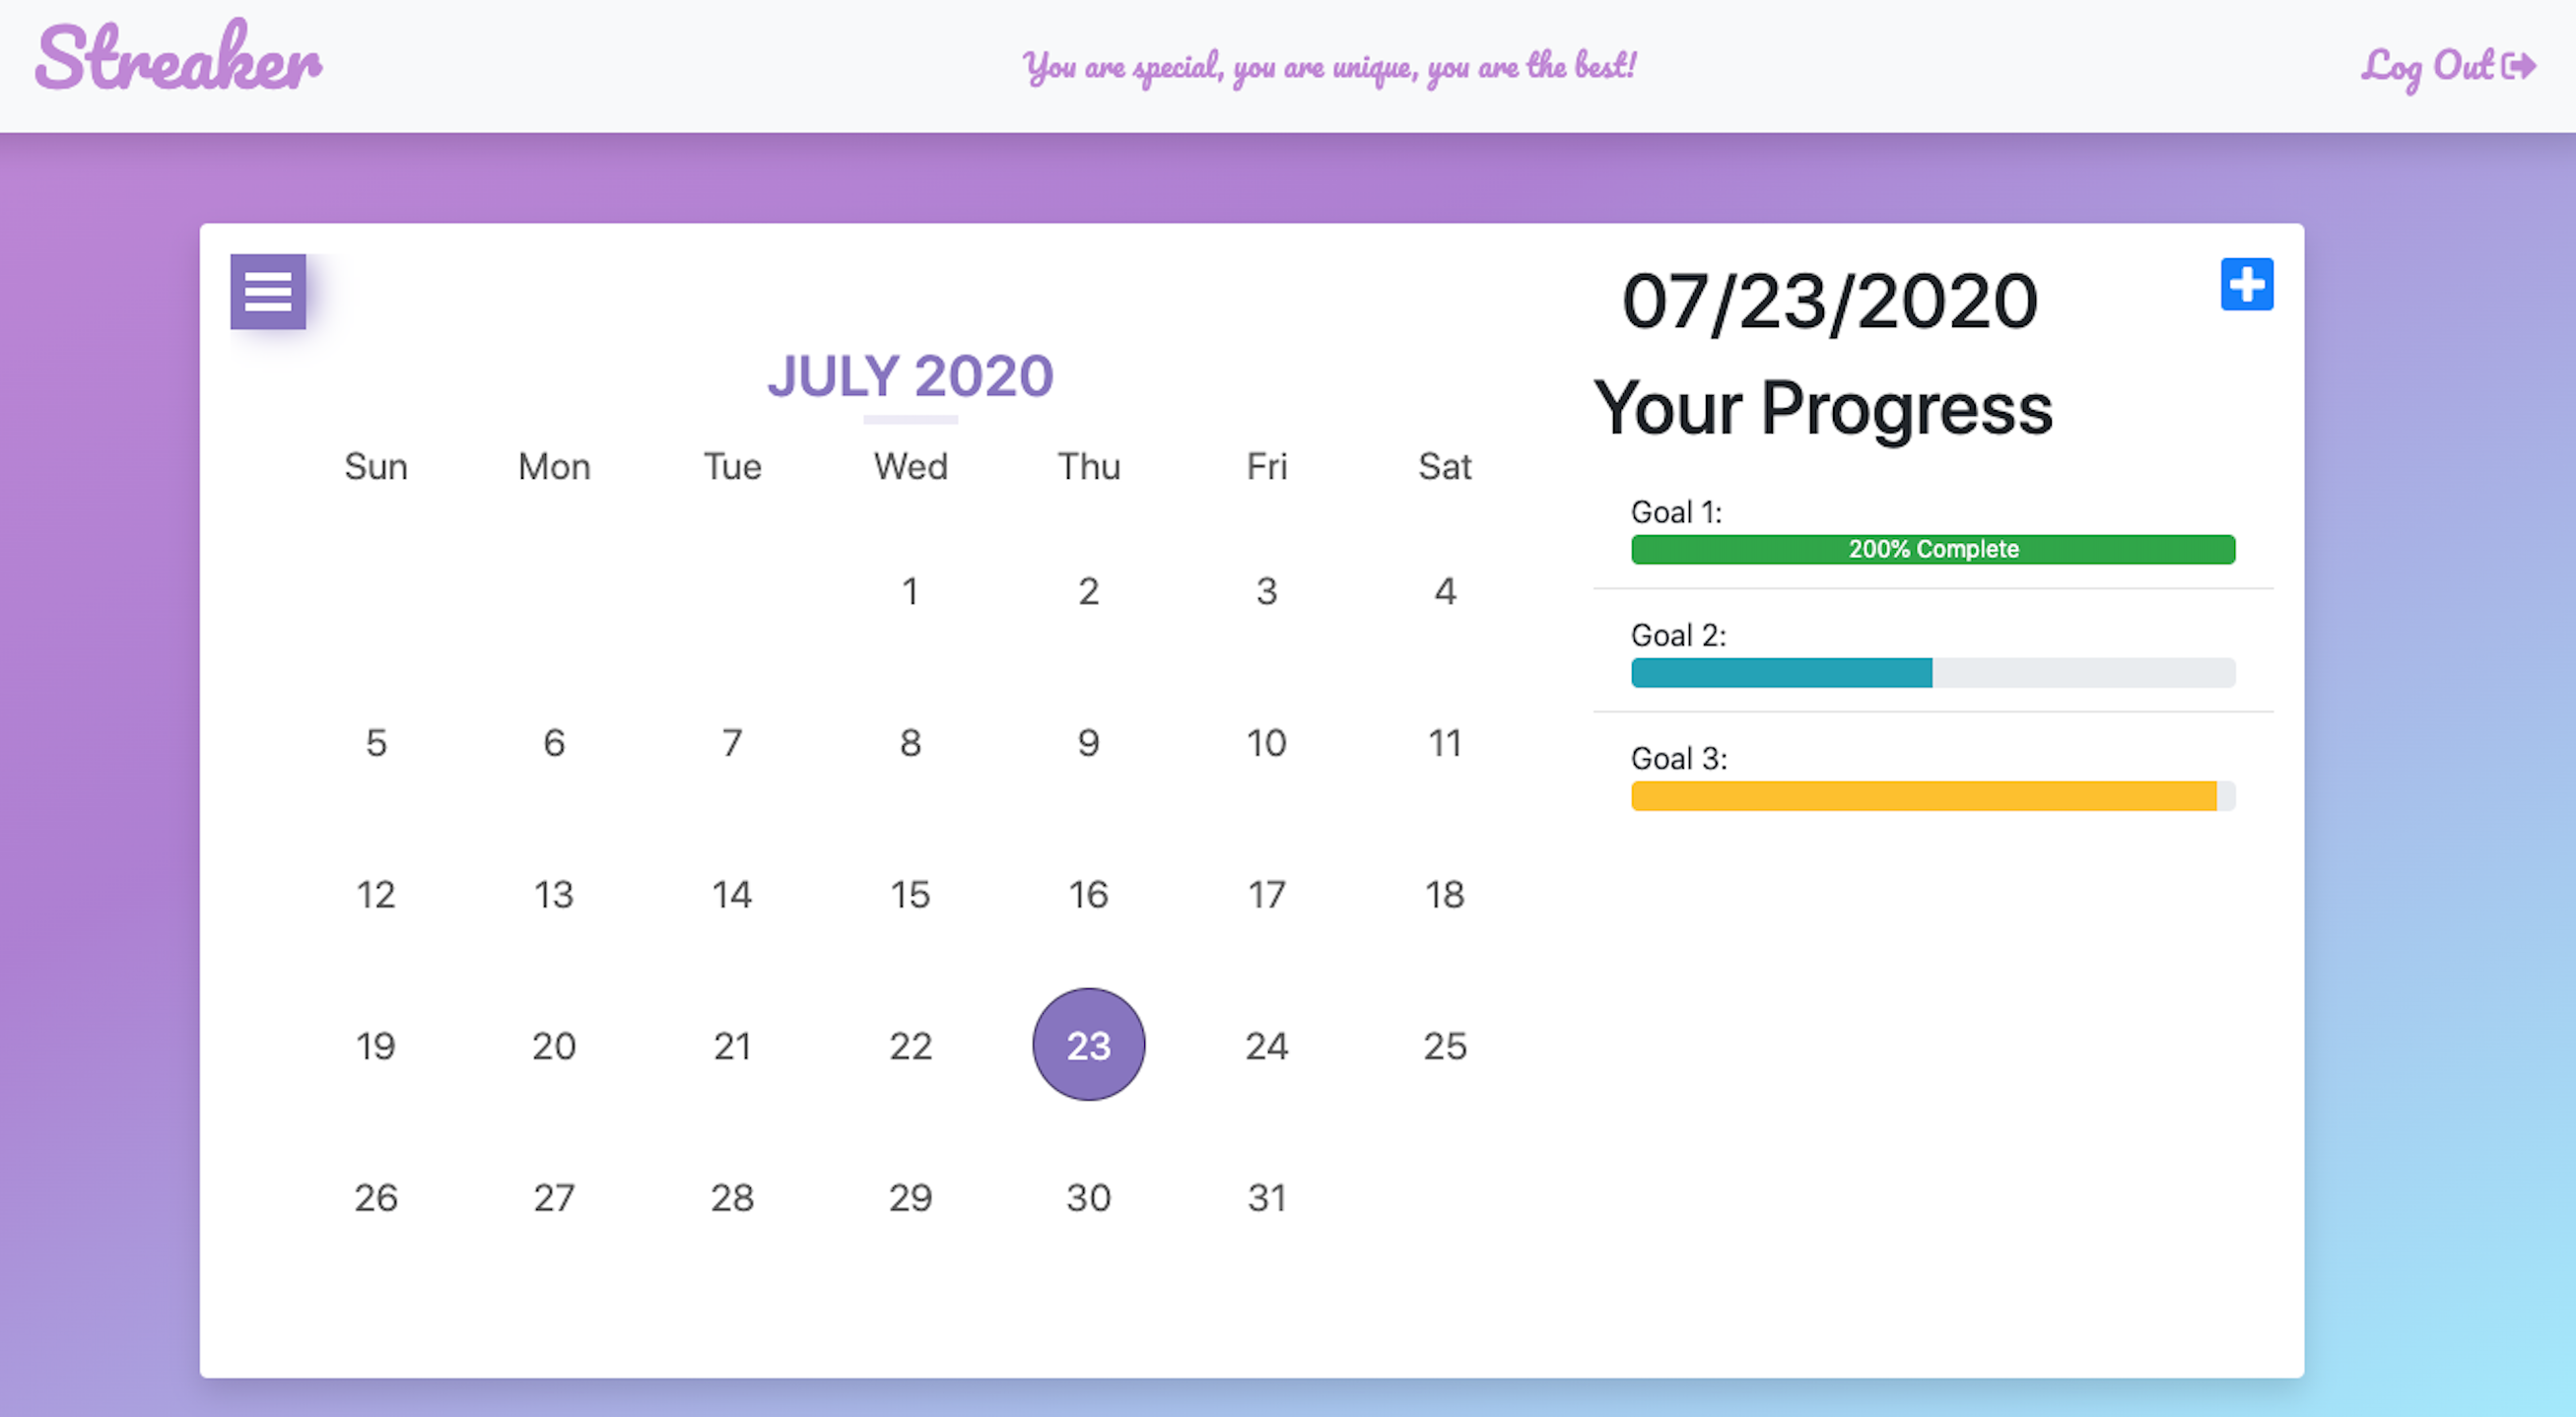 Streaker
You are special, you are unique, you are the best!
Log Out
JULY 2020
Sun Mon Tue Wed Thu Fri Sat
1 2 3 4
5 6 7 8 9 10 11
12 13 14 15 16 17 18
19 20 21 22 23 24 25
26 27 28 29 30 31
07/23/2020
Your Progress
Goal 1:
200% Complete
Goal 2:
Goal 3: